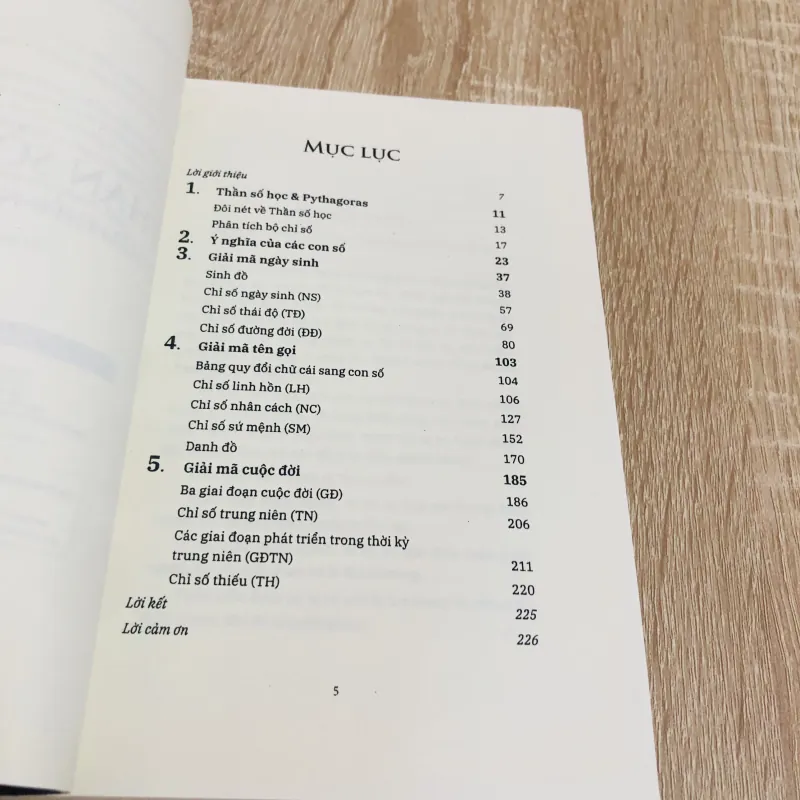 MỤC LỤC
Lời giới thiệu 7
1. Thần số học & Pythagoras 11
Đôi nét về Thần số học 13
Phân tích bộ chỉ số 17
2. Ý nghĩa của các con số 23
3. Giải mã ngày sinh 37
Sinh đồ 38
Chỉ số ngày sinh (NS) 57
Chỉ số thái độ (TĐ) 69
Chỉ số đường đời (ĐĐ) 80
4. Giải mã tên gọi 103
Bảng quy đổi chữ cái sang con số 104
Chỉ số linh hồn (LH) 106
Chỉ số nhân cách (NC) 127
Chỉ số sứ mệnh (SM) 152
Danh đồ 170
5. Giải mã cuộc đời 185
Ba giai đoạn cuộc đời (GĐ) 186
Chỉ số trung niên (TN) 206
Các giai đoạn phát triển trong thời kỳ
trung niên (GĐTN) 211
Chỉ số thiếu (TH) 220
Lời kết 225
Lời cảm ơn 226
5